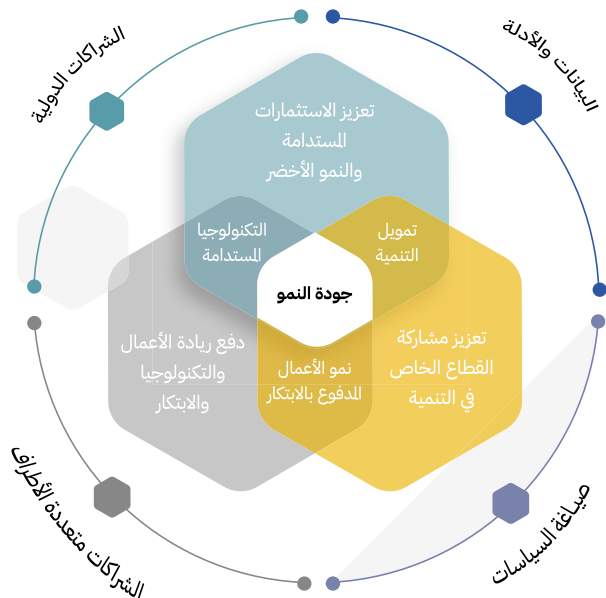 الشراكات الدولية
البيانات والأدلة
تعزيز الاستثمارات
المستدامة
والنمو الأخضر
التكنولوجيا
المستدامة
تمويل
التنمية
جودة النمو
دفع ريادة الأعمال
والتكنولوجيا
والابتكار
نمو الأعمال
المدفوع بالابتكار
تعزيز مشاركة
القطاع الخاص
في التنمية
الشراكات متعددة الأطراف
صياغة السياسات